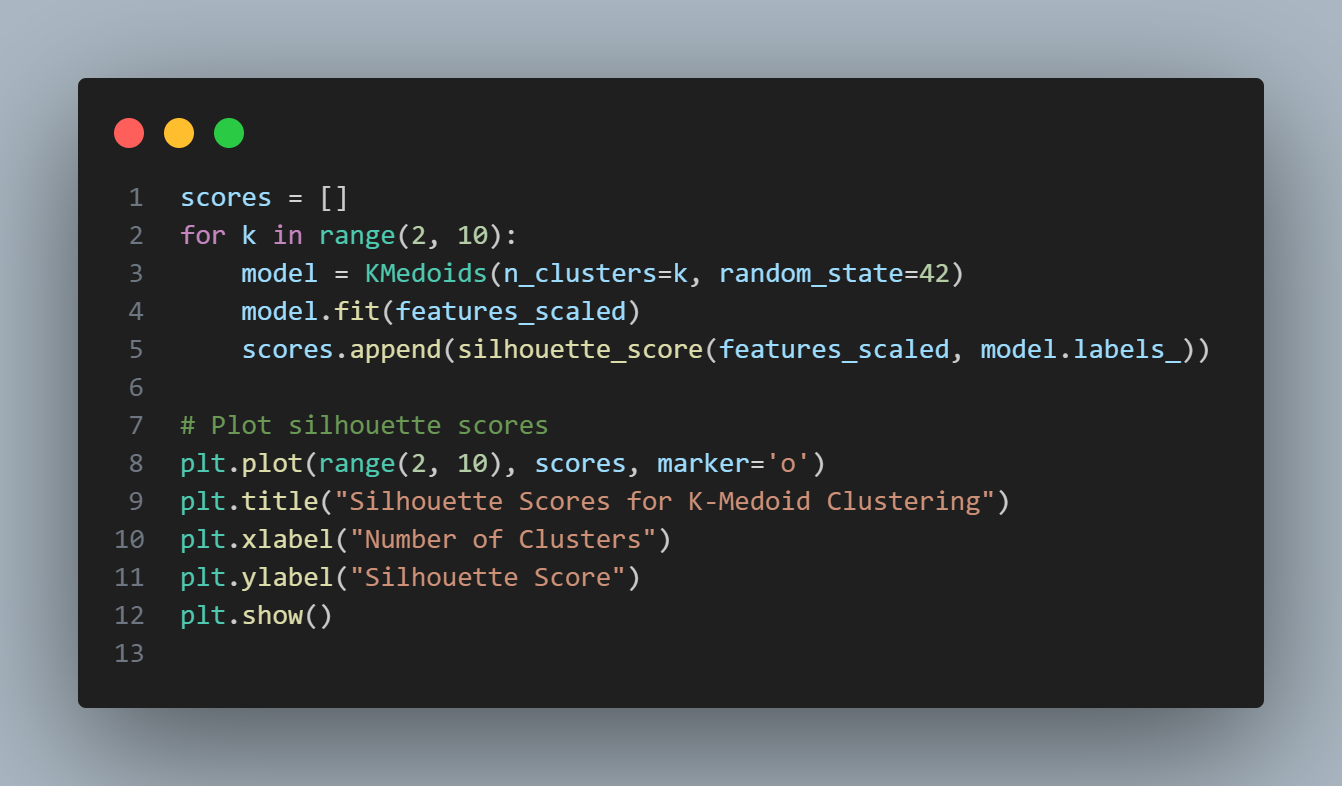 1 scores = []
2 for k in range(2, 10):
3     model = KMedoids(n_clusters=k, random_state=42)
4     model.fit(features_scaled)
5     scores.append(silhouette_score(features_scaled, model.labels_))
6
7 # Plot silhouette scores
8 plt.plot(range(2, 10), scores, marker='o')
9 plt.title("Silhouette Scores for K-Medoid Clustering")
10 plt.xlabel("Number of Clusters")
11 plt.ylabel("Silhouette Score")
12 plt.show()
13